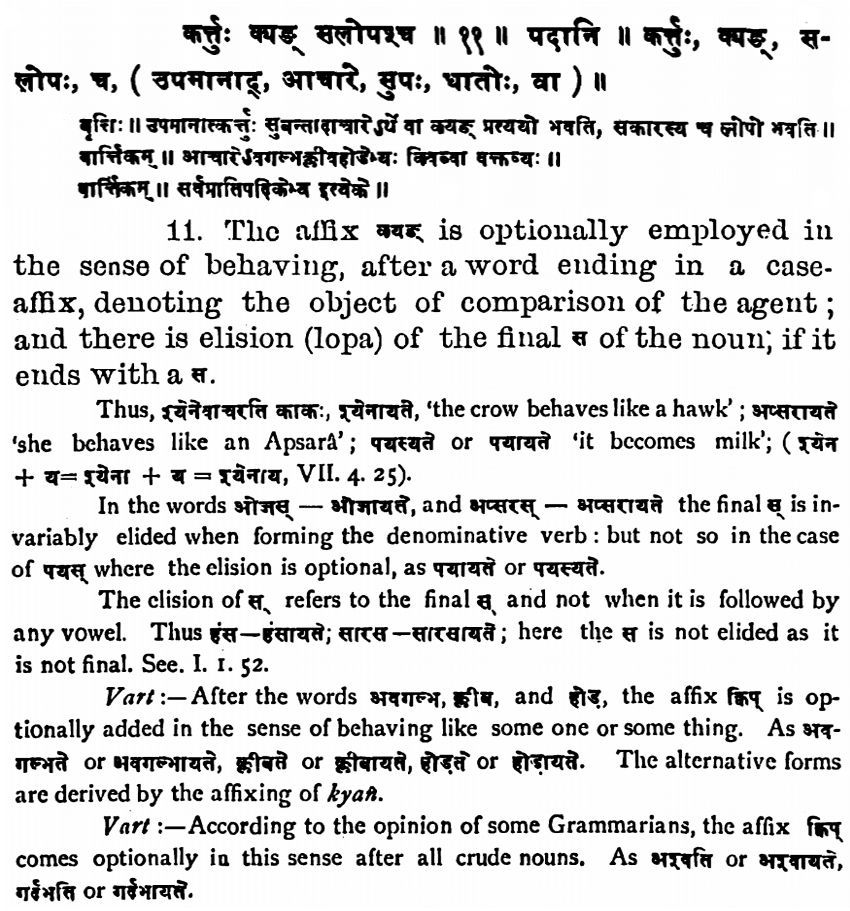 कर्त्तुः क्यङ् सलोपश्च ॥ ११ ॥ पदानि ॥ कर्त्तुः, क्यङ्, स-
लोपः, च, ( उपमानाद्, आचारे, सुपः, धातोः, वा ) ॥
वृत्तिः ॥ उपमानात्कर्त्तुः सुबन्तादाचारेऽर्थे वा क्यङ् प्रत्ययो भवति, सकारस्य च लोपो भवति ॥
वार्त्तिकम् ॥ आचारेऽवगल्भक्लीबहोडेभ्यः क्विब्वा वक्तव्यः ॥
वार्त्तिकम् ॥ सर्वप्रातिपदिकेभ्य इत्येके ॥
11. The affix क्यङ् is optionally employed in
the sense of behaving, after a word ending in a case-
affix, denoting the object of comparison of the agent ;
and there is elision (lopa) of the final स of the noun; if it
ends with a स.
Thus, श्येनेवाचरति काकः, श्येनायते, 'the crow behaves like a hawk' ; अप्सरायते
'she behaves like an Apsarâ' ; पयस्यते or पयायते 'it becomes milk'; ( श्येन
+ य= श्येना + य = श्येनाय, VII. 4. 25).
In the words ओजस् — ओजायते, and अप्सरस् — अप्सरायते the final स् is in-
variably elided when forming the denominative verb : but not so in the case
of पयस् where the elision is optional, as पयायते or पयस्यते.
The elision of स् refers to the final स् and not when it is followed by
any vowel. Thus हंस—हंसायते; सारस—सारसायते ; here the स is not elided as it
is not final. See. I. 1. 52.
Vart :—After the words अवगल्भ, क्लीब, and होड़, the affix क्विप् is op-
tionally added in the sense of behaving like some one or some thing. As अव-
गल्भते or अवगल्भायते, क्लीबते or क्लीबायते, होड़ते or होड़ायते. The alternative forms
are derived by the affixing of kyaṅ.
Vart :—According to the opinion of some Grammarians, the affix क्विप्
comes optionally in this sense after all crude nouns. As अश्वति or अश्वायते,
गर्दभति or गर्दभायते.